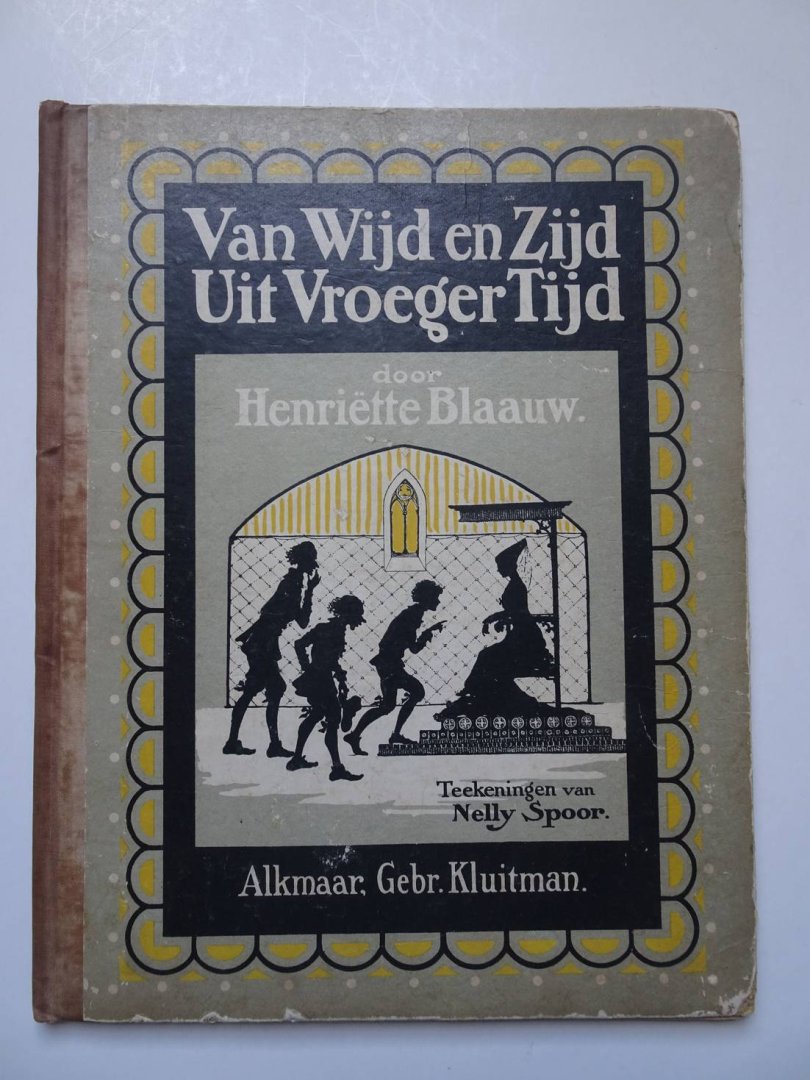 Van Wijd en Zijd
Uit Vroeger Tijd
door
Henriëtte Blaauw.
Teekeningen van
Nelly Spoor.
Alkmaar, Gebr. Kluitman.